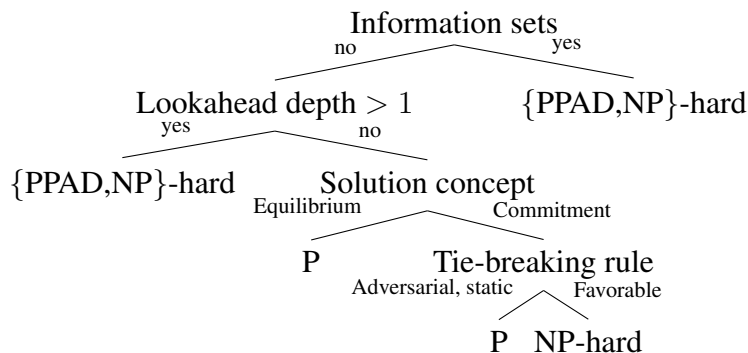 Information sets
no yes
Lookahead depth > 1 {PPAD,NP}-hard
yes no
{PPAD,NP}-hard Solution concept
Equilibrium Commitment
P Tie-breaking rule
Adversarial, static Favorable
P NP-hard